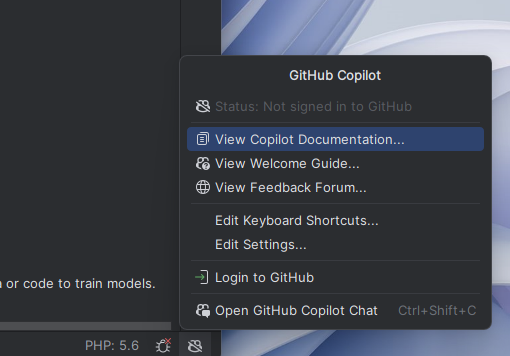 GitHub Copilot
Status: Not signed in to GitHub
View Copilot Documentation...
View Welcome Guide...
View Feedback Forum...
Edit Keyboard Shortcuts...
Edit Settings...
Login to GitHub
Open GitHub Copilot Chat Ctrl+Shift+C
or code to train models.
PHP: 5.6